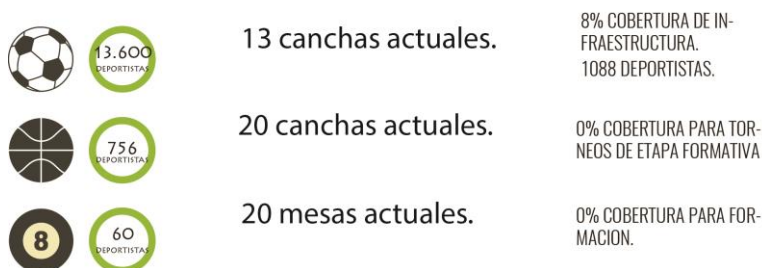 13.600
DEPORTISTAS
13 canchas actuales.
8% COBERTURA DE IN-
FRAESTRUCTURA.
1088 DEPORTISTAS.
756
DEPORTISTAS
20 canchas actuales.
0% COBERTURA PARA TOR-
NEOS DE ETAPA FORMATIVA
8
60
DEPORTISTAS
20 mesas actuales.
0% COBERTURA PARA FOR-
MACION.